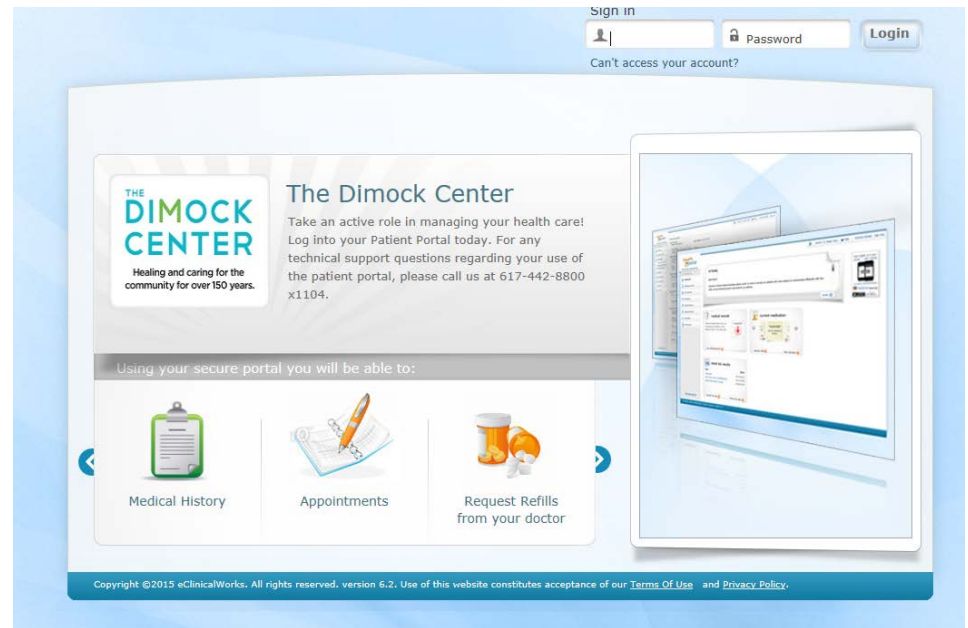 Sign in
Password
Login
Can't access your account?
THE
DIMOCK
CENTER
Healing and caring for the
community for over 150 years.
The Dimock Center
Take an active role in managing your health care!
Log into your Patient Portal today. For any
technical support questions regarding your use of
the patient portal, please call us at 617-442-8800
x1104.
Using your secure portal you will be able to:
Medical History
Appointments
Request Refills
from your doctor
Copyright ©2015 eClinicalWorks. All rights reserved. version 6.2. Use of this website constitutes acceptance of our Terms Of Use and Privacy Policy.